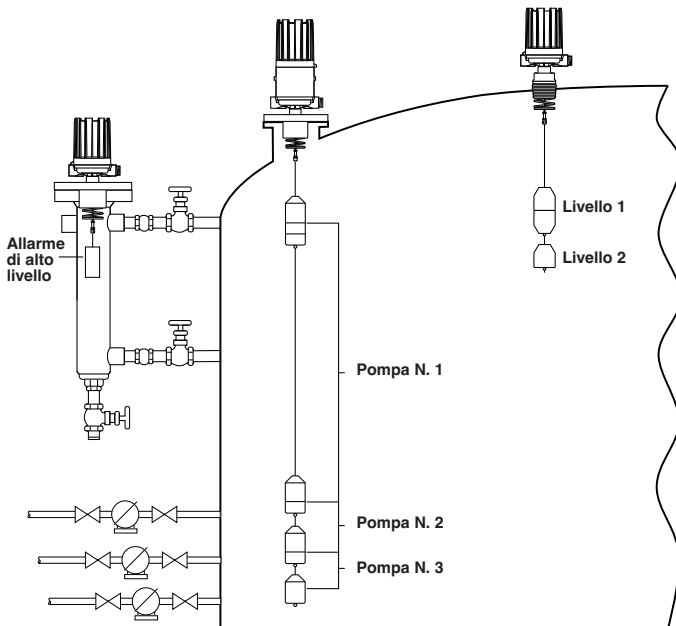 Allarme
di alto
livello
Livello 1
Livello 2
Pompa N. 1
Pompa N. 2
Pompa N. 3